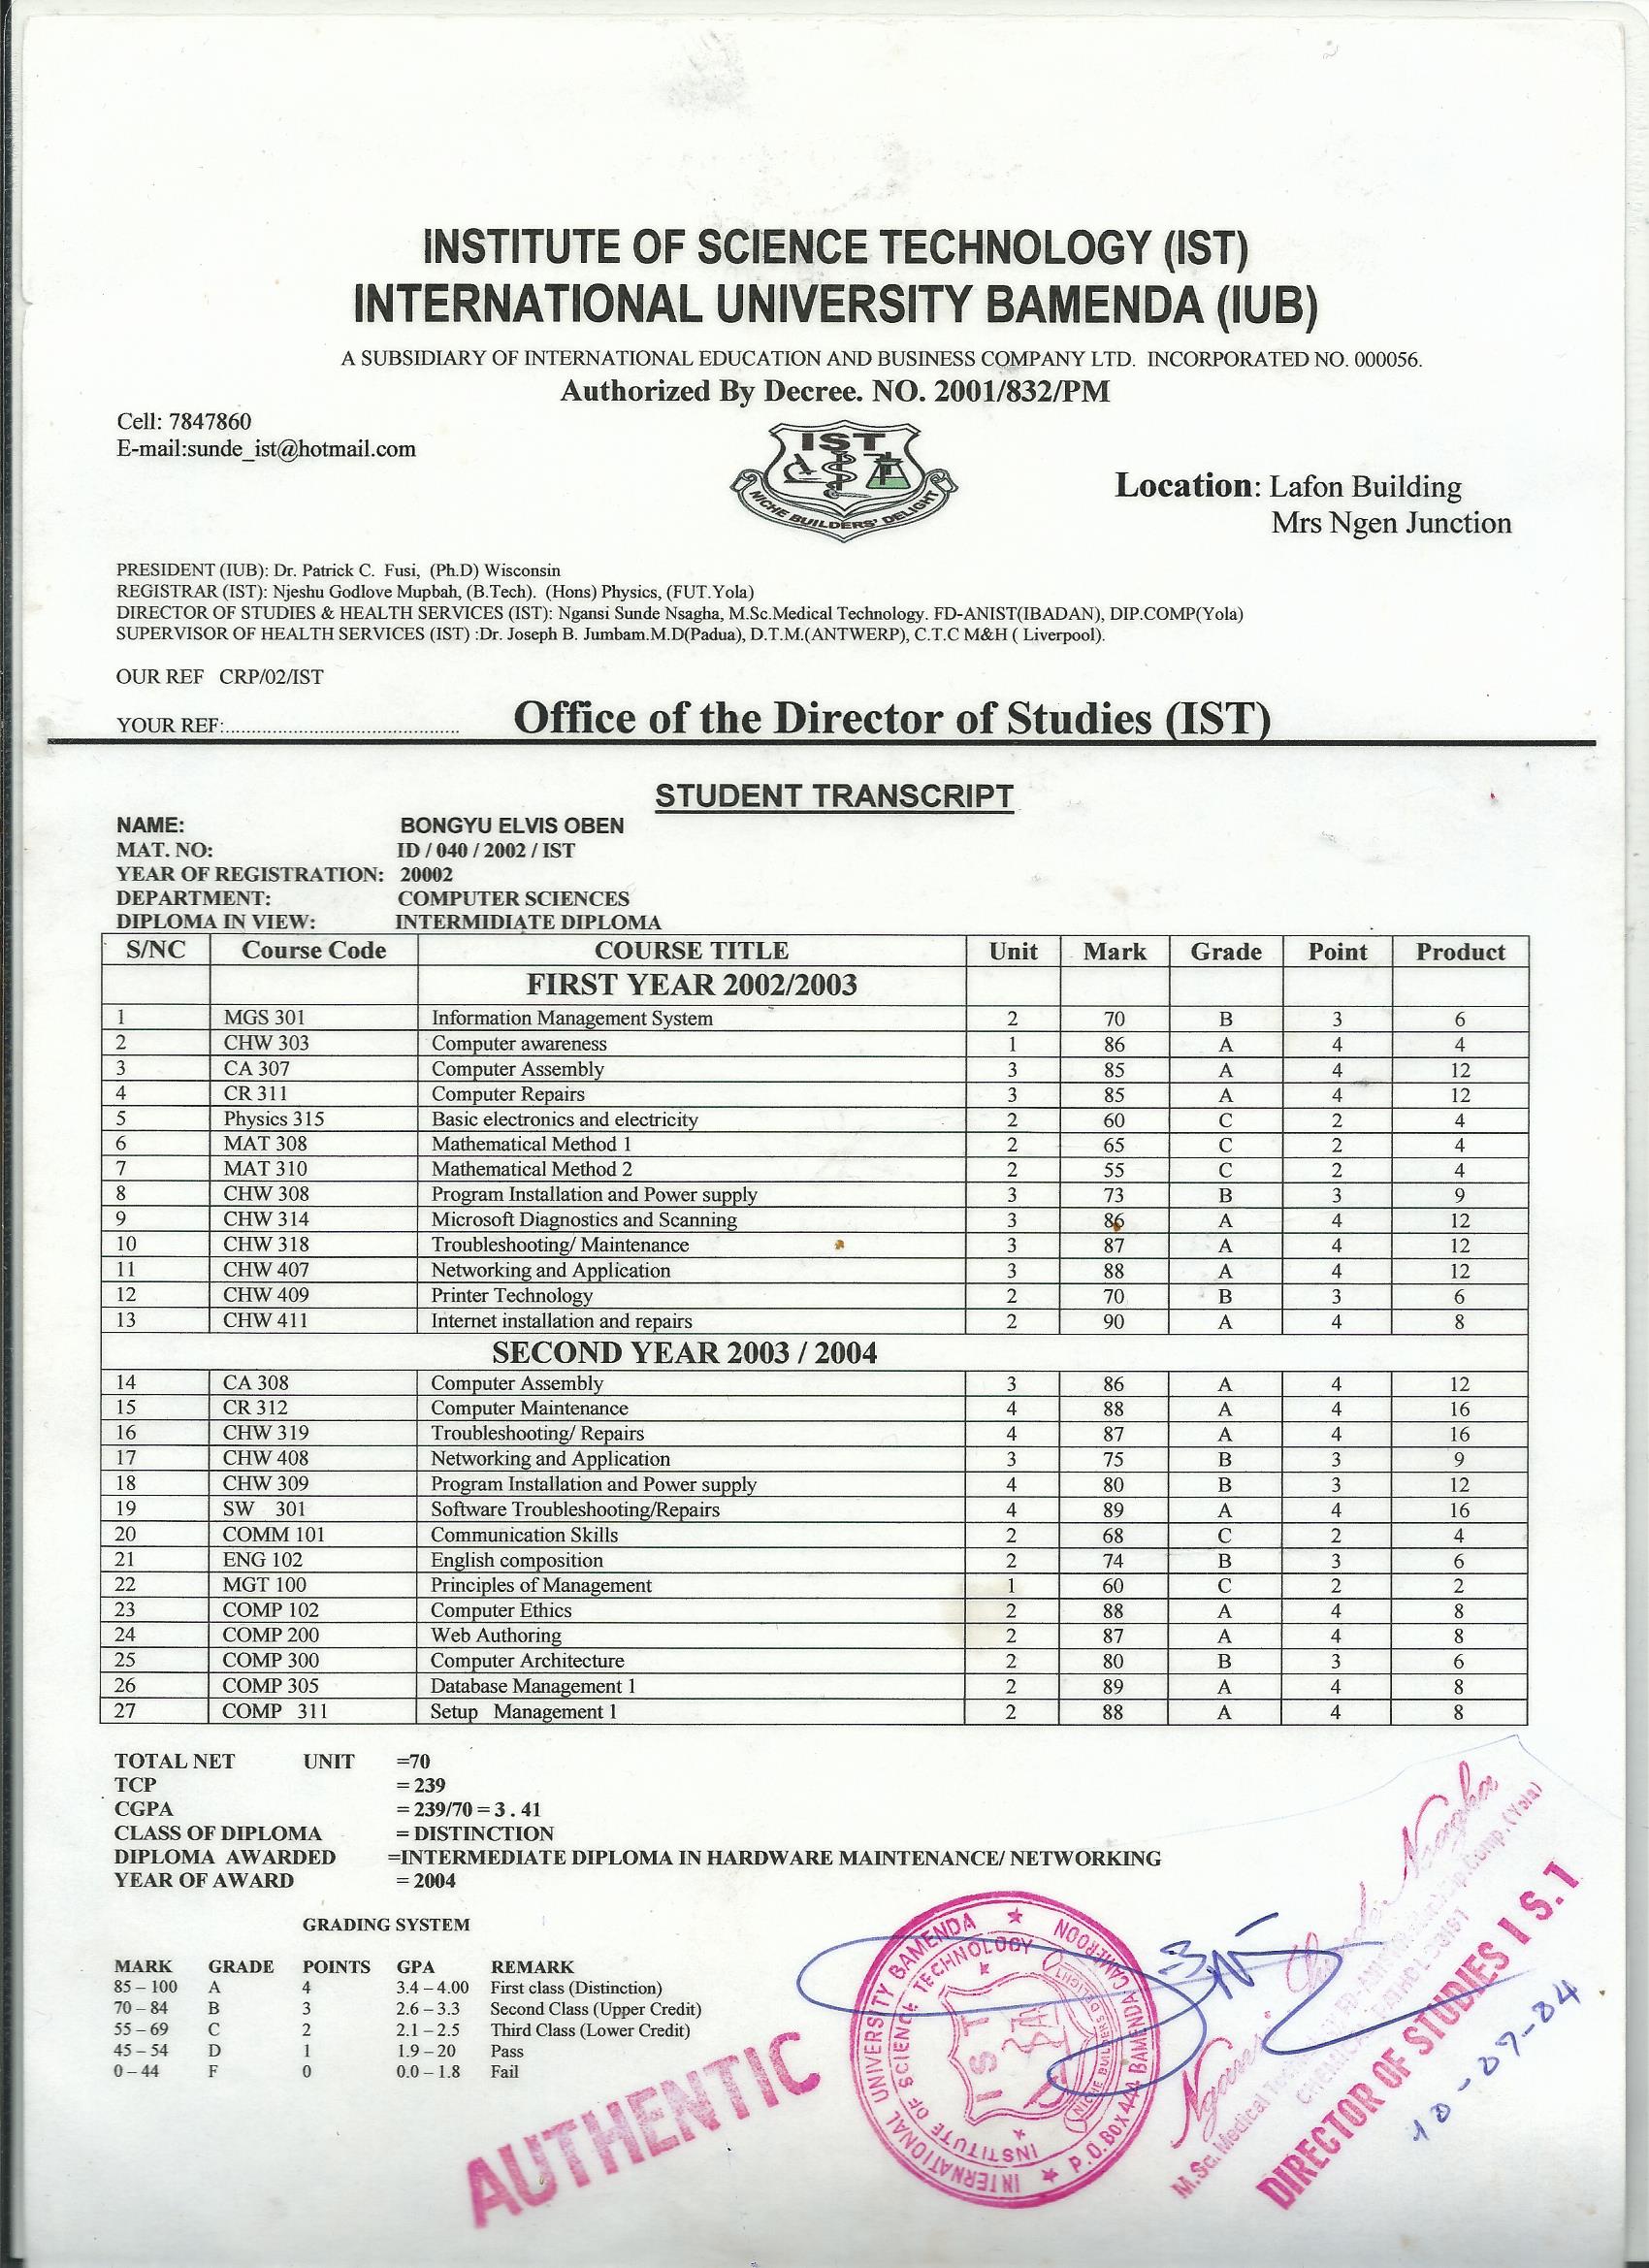 INSTITUTE OF SCIENCE TECHNOLOGY (IST)
INTERNATIONAL UNIVERSITY BAMENDA (IUB)
A SUBSIDIARY OF INTERNATIONAL EDUCATION AND BUSINESS COMPANY LTD. INCORPORATED NO. 000056.
Authorized By Decree. NO. 2001/832/PM
Cell: 7847860
E-mail:sunde_ist@hotmail.com
IST
NICHE BUILDERS' DELIGHT
Location: Lafon Building
Mrs Ngen Junction
PRESIDENT (IUB): Dr. Patrick C. Fusi, (Ph.D) Wisconsin
REGISTRAR (IST): Njeshu Godlove Mupbah, (B.Tech). (Hons) Physics, (FUT.Yola)
DIRECTOR OF STUDIES & HEALTH SERVICES (IST): Ngansi Sunde Nsagha, M.Sc.Medical Technology. FD-ANIST(IBADAN), DIP.COMP(Yola)
SUPERVISOR OF HEALTH SERVICES (IST) :Dr. Joseph B. Jumbam.M.D(Padua), D.T.M.(ANTWERP), C.T.C M&H ( Liverpool).
OUR REF CRP/02/IST
YOUR REF:............................................ Office of the Director of Studies (IST)
STUDENT TRANSCRIPT
NAME: BONGYU ELVIS OBEN
MAT. NO: ID / 040 / 2002 / IST
YEAR OF REGISTRATION: 20002
DEPARTMENT: COMPUTER SCIENCES
DIPLOMA IN VIEW: INTERMIDIATE DIPLOMA
S/NC Course Code COURSE TITLE Unit Mark Grade Point Product
FIRST YEAR 2002/2003
1 MGS 301 Information Management System 2 70 B 3 6
2 CHW 303 Computer awareness 1 86 A 4 4
3 CA 307 Computer Assembly 3 85 A 4 12
4 CR 311 Computer Repairs 3 85 A 4 12
5 Physics 315 Basic electronics and electricity 2 60 C 2 4
6 MAT 308 Mathematical Method 1 2 65 C 2 4
7 MAT 310 Mathematical Method 2 2 55 C 2 4
8 CHW 308 Program Installation and Power supply 3 73 B 3 9
9 CHW 314 Microsoft Diagnostics and Scanning 3 86 A 4 12
10 CHW 318 Troubleshooting/ Maintenance 3 87 A 4 12
11 CHW 407 Networking and Application 3 88 A 4 12
12 CHW 409 Printer Technology 2 70 B 3 6
13 CHW 411 Internet installation and repairs 2 90 A 4 8
SECOND YEAR 2003 / 2004
14 CA 308 Computer Assembly 3 86 A 4 12
15 CR 312 Computer Maintenance 4 88 A 4 16
16 CHW 319 Troubleshooting/ Repairs 4 87 A 4 16
17 CHW 408 Networking and Application 3 75 B 3 9
18 CHW 309 Program Installation and Power supply 4 80 B 3 12
19 SW 301 Software Troubleshooting/Repairs 4 89 A 4 16
20 COMM 101 Communication Skills 2 68 C 2 4
21 ENG 102 English composition 2 74 B 3 6
22 MGT 100 Principles of Management 1 60 C 2 2
23 COMP 102 Computer Ethics 2 88 A 4 8
24 COMP 200 Web Authoring 2 87 A 4 8
25 COMP 300 Computer Architecture 2 80 B 3 6
26 COMP 305 Database Management 1 2 89 A 4 8
27 COMP 311 Setup Management 1 2 88 A 4 8
TOTAL NET UNIT =70
TCP = 239
CGPA = 239/70 = 3 . 41
CLASS OF DIPLOMA = DISTINCTION
DIPLOMA AWARDED =INTERMEDIATE DIPLOMA IN HARDWARE MAINTENANCE/ NETWORKING
YEAR OF AWARD = 2004
GRADING SYSTEM
MARK GRADE POINTS GPA REMARK
85 – 100 A 4 3.4 – 4.00 First class (Distinction)
70 – 84 B 3 2.6 – 3.3 Second Class (Upper Credit)
55 – 69 C 2 2.1 – 2.5 Third Class (Lower Credit)
45 – 54 D 1 1.9 – 20 Pass
0 – 44 F 0 0.0 – 1.8 Fail
AUTHENTIC
INTERNATIONAL UNIVERSITY BAMENDA
P.O. BOX 444 BAMENDA CAMEROON
INSTITUTE OF SCIENCE TECHNOLOGY
IST
NICHE BUILDERS DELIGHT
Ngansi Sunde Nsagha
M.Sc. Medical Comp. (Yola)
CHEMICAL PATHOLOGIST
DIRECTOR OF STUDIES I S.T
10-07-04